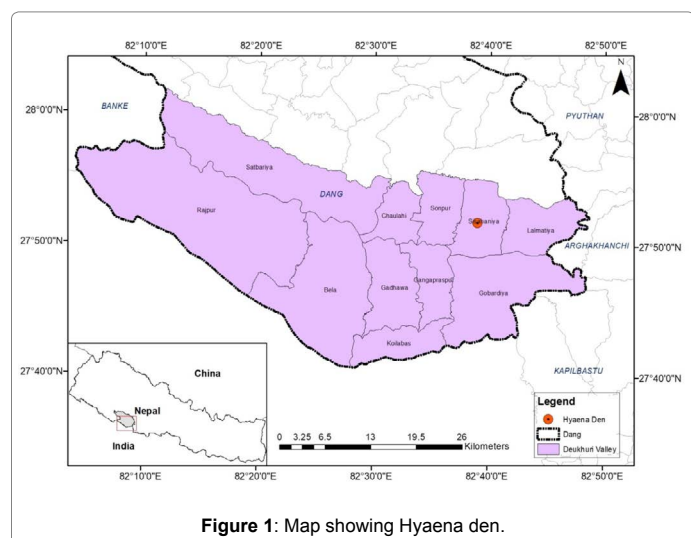 82°10'0"E 82°20'0"E 82°30'0"E 82°40'0"E 82°50'0"E
N
28°0'0"N
28°0'0"N
BANKE
PYUTHAN
Satbariya
DANG
Rajpur
Chaulahi
Sonpur
Lalmatiya
27°50'0"N
27°50'0"N
ARGHAKHANCHI
Bela
Gadhawa
Gangapraspur
Gobardiya
Koilabas
27°40'0"N
27°40'0"N
KAPILBASTU
China
Nepal
India
Legend
Hyaena Den
Dang
Deukhuri Valley
0 3.25 6.5 13 19.5 26
Kilometers
82°10'0"E 82°20'0"E 82°30'0"E 82°40'0"E 82°50'0"E
Figure 1: Map showing Hyaena den.